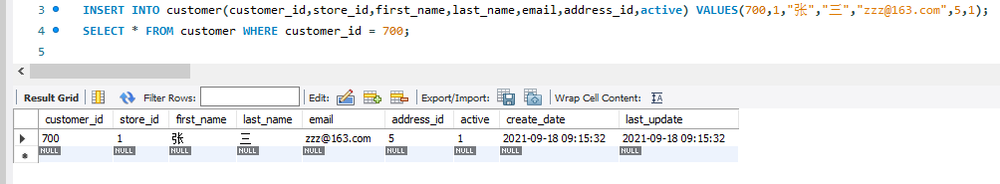 3 INSERT INTO customer(customer_id,store_id,first_name,last_name,email,address_id,active) VALUES(700,1,"张","三","zzz@163.com",5,1);
4 SELECT * FROM customer WHERE customer_id = 700;
5
Result Grid Filter Rows: Edit: Export/Import: Wrap Cell Content: IA
customer_id store_id first_name last_name email address_id active create_date last_update
700 1 张 三 zzz@163.com 5 1 2021-09-18 09:15:32 2021-09-18 09:15:32
NULL NULL NULL NULL NULL NULL NULL NULL NULL